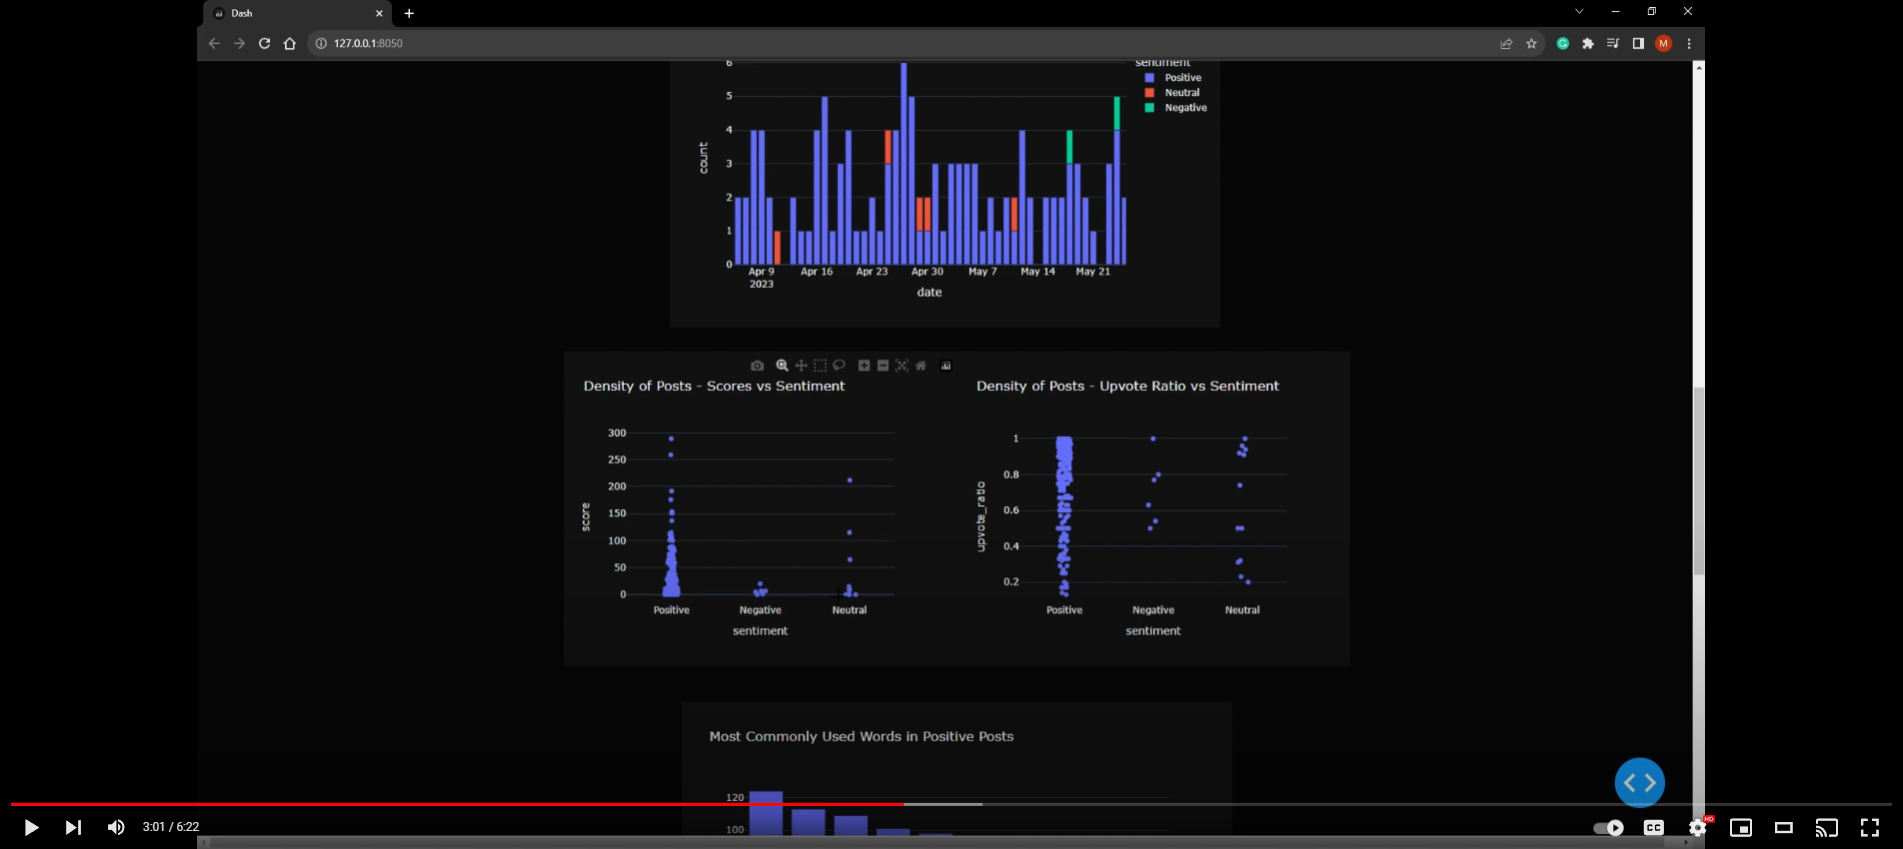 Dash
127.0.0.1:8050
M
sentiment
Positive
Neutral
Negative
6
5
4
3
2
1
0
count
Apr 9
2023
Apr 16
Apr 23
Apr 30
May 7
May 14
May 21
date
Density of Posts - Scores vs Sentiment
300
250
200
150
100
50
0
score
Positive
Negative
Neutral
sentiment
Density of Posts - Upvote Ratio vs Sentiment
1
0.8
0.6
0.4
0.2
upvote_ratio
Positive
Negative
Neutral
sentiment
Most Commonly Used Words in Positive Posts
120
100
3:01 / 6:22
CC
HD